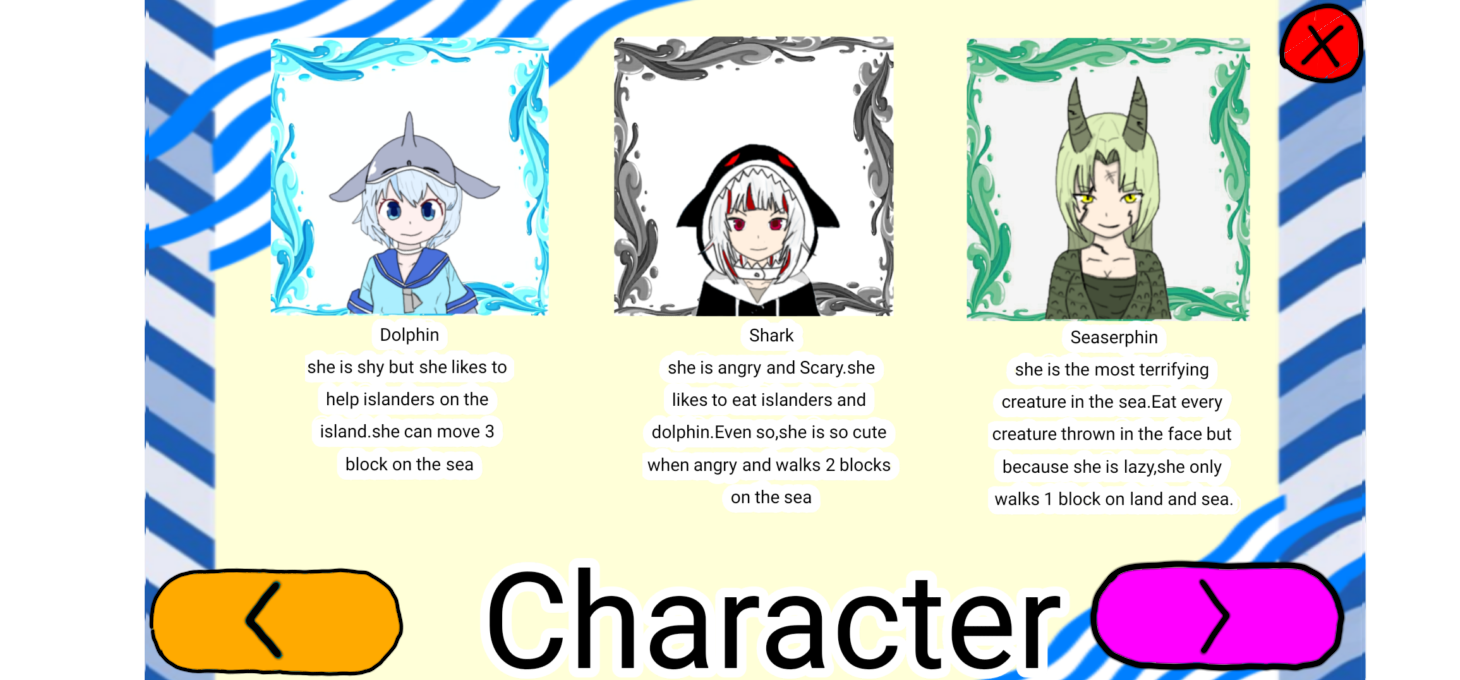 Dolphin
she is shy but she likes to
help islanders on the
island.she can move 3
block on the sea
Shark
she is angry and Scary.she
likes to eat islanders and
dolphin.Even so,she is so cute
when angry and walks 2 blocks
on the sea
Seaserphin
she is the most terrifying
creature in the sea.Eat every
creature thrown in the face but
because she is lazy,she only
walks 1 block on land and sea.
Character